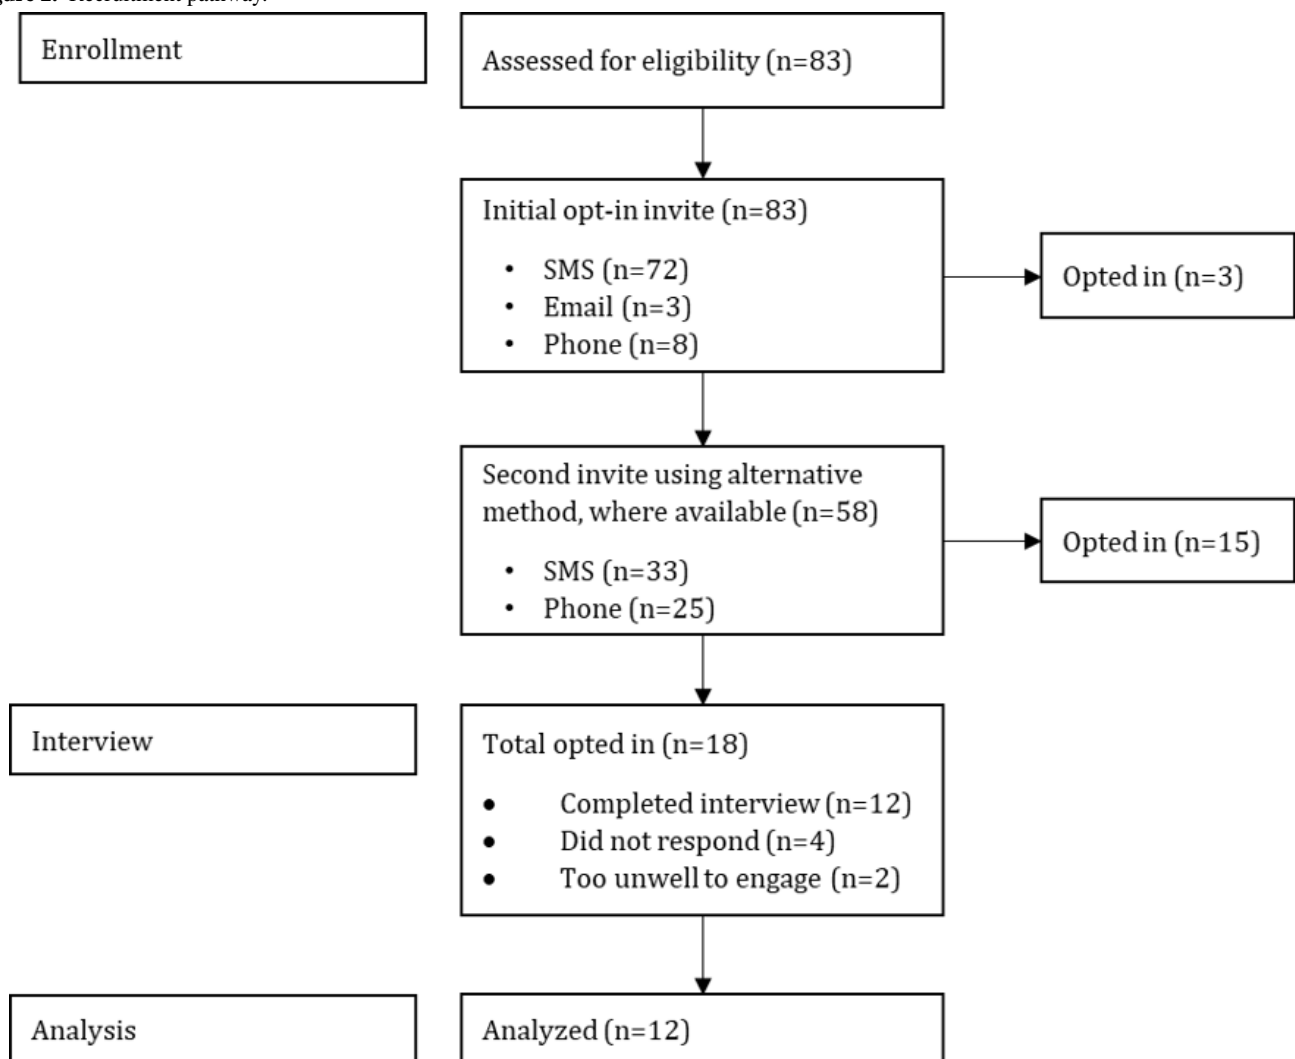 Enrollment
Assessed for eligibility (n=83)
Initial opt-in invite (n=83)
• SMS (n=72)
• Email (n=3)
• Phone (n=8)
Opted in (n=3)
Second invite using alternative
method, where available (n=58)
• SMS (n=33)
• Phone (n=25)
Opted in (n=15)
Interview
Total opted in (n=18)
• Completed interview (n=12)
• Did not respond (n=4)
• Too unwell to engage (n=2)
Analysis
Analyzed (n=12)